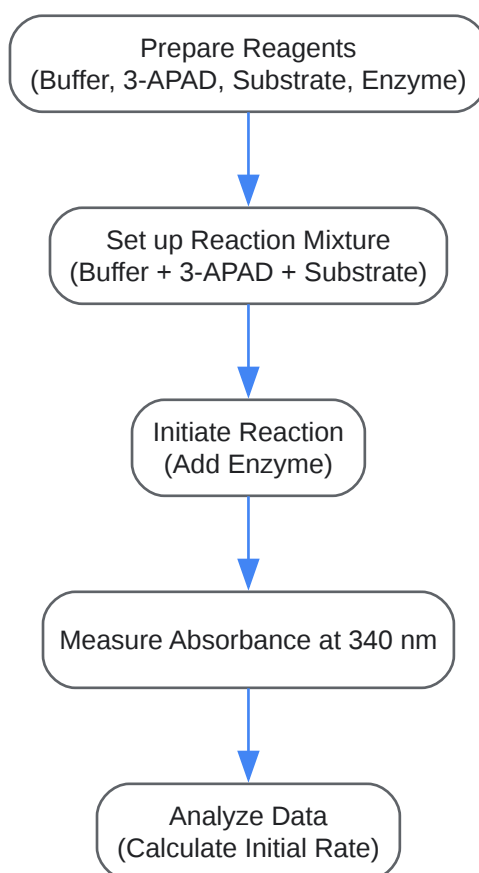 Prepare Reagents
(Buffer, 3-APAD, Substrate, Enzyme)
Set up Reaction Mixture
(Buffer + 3-APAD + Substrate)
Initiate Reaction
(Add Enzyme)
Measure Absorbance at 340 nm
Analyze Data
(Calculate Initial Rate)